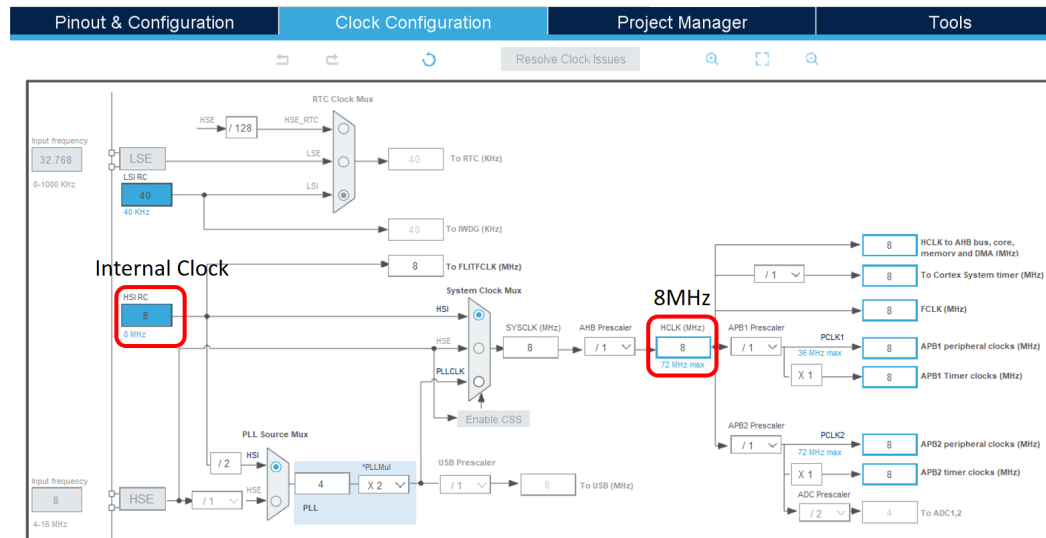 Pinout & Configuration
Clock Configuration
Project Manager
Tools
Resolve Clock Issues
RTC Clock Mux
HSE
/ 128
HSE_RTC
Input frequency
32.768
0-1000 KHz
LSE
LSE
40
To RTC (KHz)
LSI RC
40
40 KHz
LSI
40
To IWDG (KHz)
Internal Clock
8
To FLITFCLK (MHz)
HSI RC
8
8 MHz
System Clock Mux
HSI
HSE
PLLCLK
SYSCLK (MHz)
8
AHB Prescaler
/ 1
8MHz
HCLK (MHz)
8
72 MHz max
Enable CSS
8
HCLK to AHB bus, core,
memory and DMA (MHz)
/ 1
8
To Cortex System timer (MHz)
8
FCLK (MHz)
APB1 Prescaler
/ 1
PCLK1
36 MHz max
8
APB1 peripheral clocks (MHz)
X 1
8
APB1 Timer clocks (MHz)
APB2 Prescaler
/ 1
PCLK2
72 MHz max
8
APB2 peripheral clocks (MHz)
X 1
8
APB2 timer clocks (MHz)
ADC Prescaler
/ 2
4
To ADC1,2
PLL Source Mux
/ 2
HSI
4
*PLLMul
X 2
PLL
USB Prescaler
/ 1
8
To USB (MHz)
Input frequency
8
4-16 MHz
HSE
/ 1
HSE